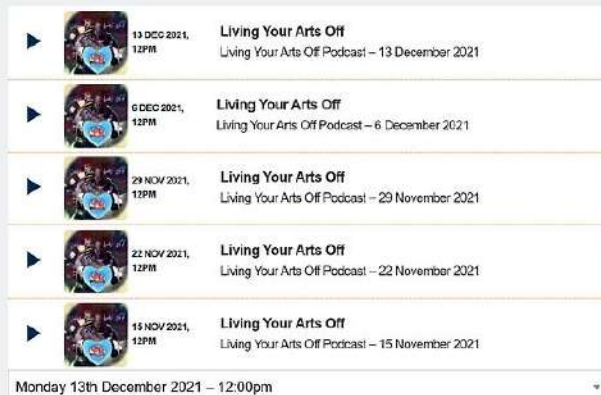 13 DEC 2021,
12PM
Living Your Arts Off
Living Your Arts Off Podcast – 13 December 2021
6 DEC 2021,
12PM
Living Your Arts Off
Living Your Arts Off Podcast – 6 December 2021
29 NOV 2021,
12PM
Living Your Arts Off
Living Your Arts Off Podcast – 29 November 2021
22 NOV 2021,
12PM
Living Your Arts Off
Living Your Arts Off Podcast – 22 November 2021
15 NOV 2021,
12PM
Living Your Arts Off
Living Your Arts Off Podcast – 15 November 2021
Monday 13th December 2021 – 12:00pm